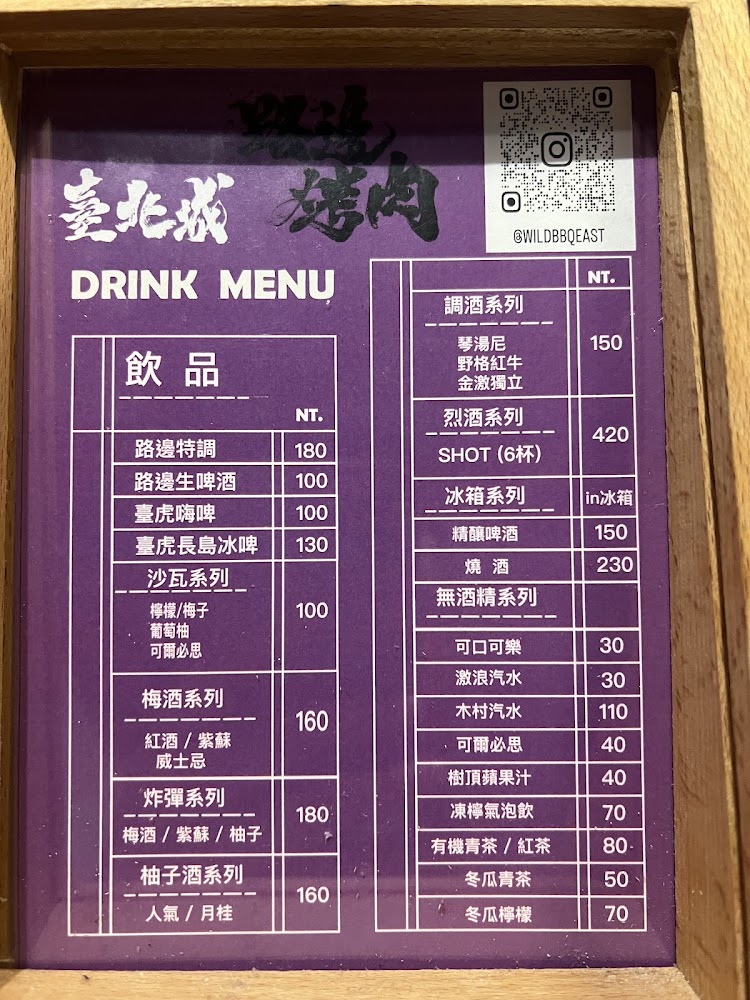 路邊
烤肉
臺北城
@WILDBBQEAST
DRINK MENU
飲 品
NT.
路邊特調 180
路邊生啤酒 100
臺虎嗨啤 100
臺虎長島冰啤 130
沙瓦系列
檸檬/梅子
葡萄柚
可爾必思
100
梅酒系列
紅酒 / 紫蘇
威士忌
160
炸彈系列
梅酒 / 紫蘇 / 柚子
180
柚子酒系列
人氣 / 月桂
160
NT.
調酒系列
琴湯尼
野格紅牛
金激獨立
150
烈酒系列
SHOT (6杯)
420
冰箱系列 in冰箱
精釀啤酒 150
燒 酒 230
無酒精系列
可口可樂 30
激浪汽水 30
木村汽水 110
可爾必思 40
樹頂蘋果汁 40
凍檸氣泡飲 70
有機青茶 / 紅茶 80
冬瓜青茶 50
冬瓜檸檬 70